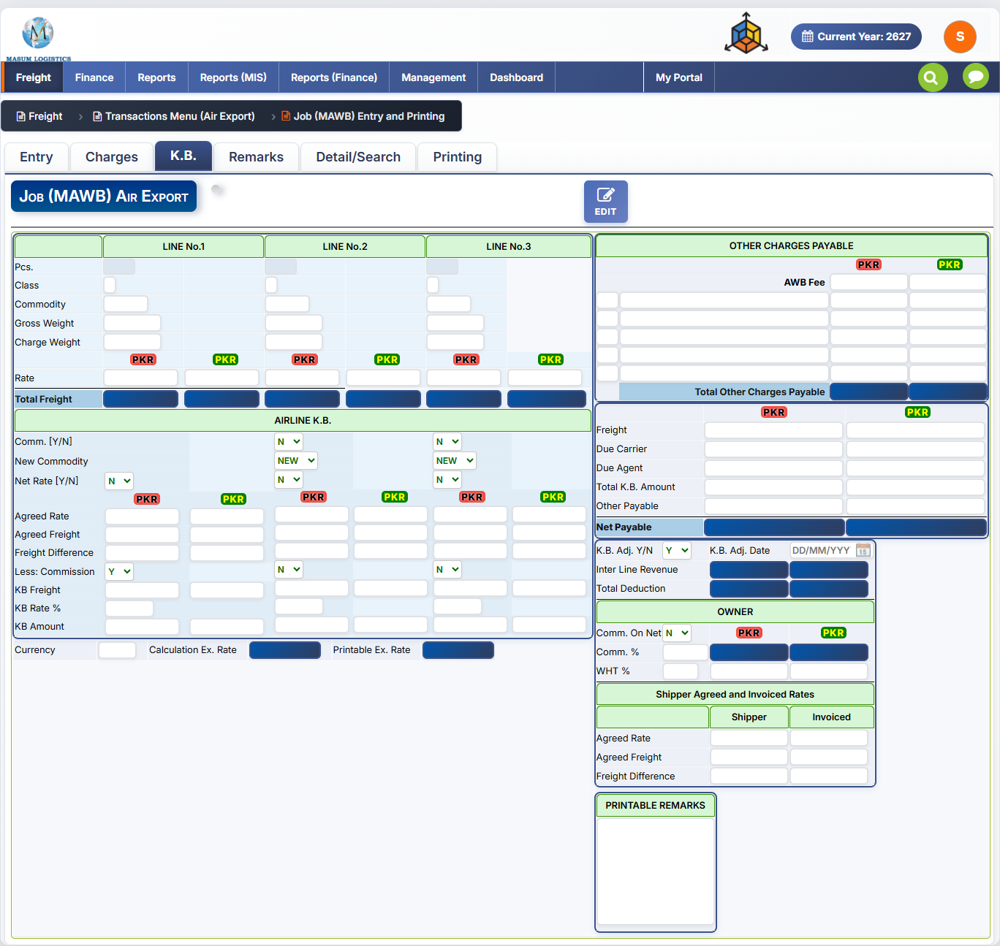 M
MASUM LOGISTICS
Current Year: 2627
S
Freight
Finance
Reports
Reports (MIS)
Reports (Finance)
Management
Dashboard
My Portal
Freight › Transactions Menu (Air Export) › Job (MAWB) Entry and Printing
Entry
Charges
K.B.
Remarks
Detail/Search
Printing
Job (MAWB) Air Export
EDIT
LINE No.1 LINE No.2 LINE No.3
Pcs.
Class
Commodity
Gross Weight
Charge Weight
PKR PKR PKR PKR PKR PKR
Rate
Total Freight
AIRLINE K.B.
Comm. [Y/N] N N
New Commodity NEW NEW
Net Rate [Y/N] N N N
PKR PKR PKR PKR PKR PKR
Agreed Rate
Agreed Freight
Freight Difference
Less: Commission Y N N
KB Freight
KB Rate %
KB Amount
Currency Calculation Ex. Rate Printable Ex. Rate
OTHER CHARGES PAYABLE
PKR PKR
AWB Fee
Total Other Charges Payable
PKR PKR
Freight
Due Carrier
Due Agent
Total K.B. Amount
Other Payable
Net Payable
K.B. Adj. Y/N Y K.B. Adj. Date DD/MM/YYY 15
Inter Line Revenue
Total Deduction
OWNER
Comm. On Net N PKR PKR
Comm. %
WHT %
Shipper Agreed and Invoiced Rates
Shipper Invoiced
Agreed Rate
Agreed Freight
Freight Difference
PRINTABLE REMARKS